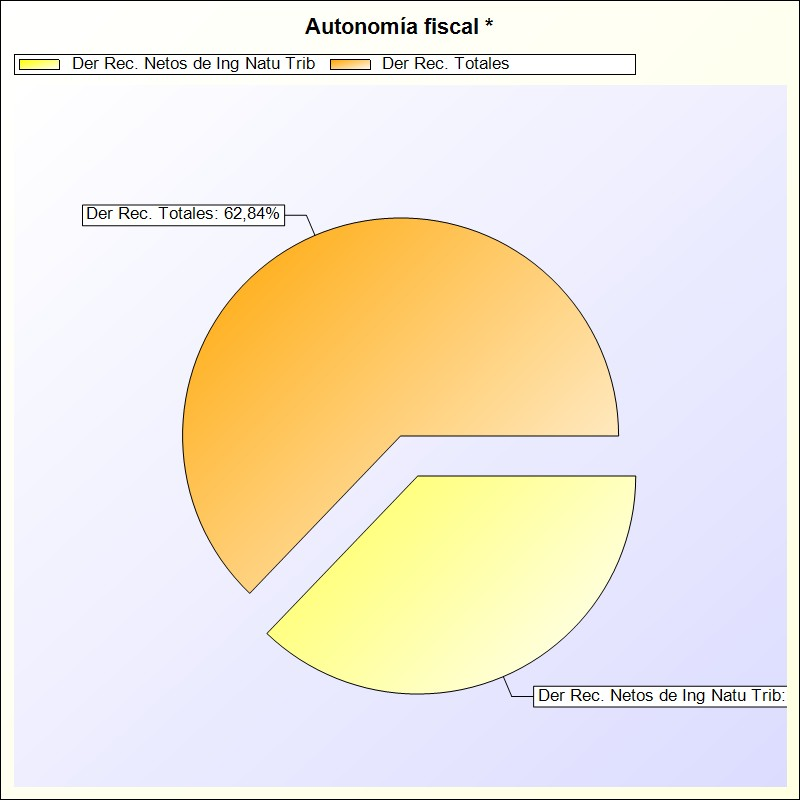 Autonomía fiscal *
Der Rec. Netos de Ing Natu Trib
Der Rec. Totales
Der Rec. Totales: 62,84%
Der Rec. Netos de Ing Natu Trib: